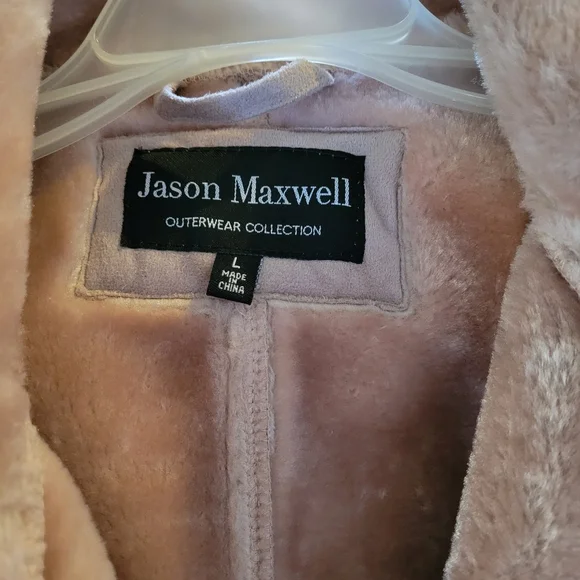 Jason Maxwell
OUTERWEAR COLLECTION
L
MADE
IN
CHINA